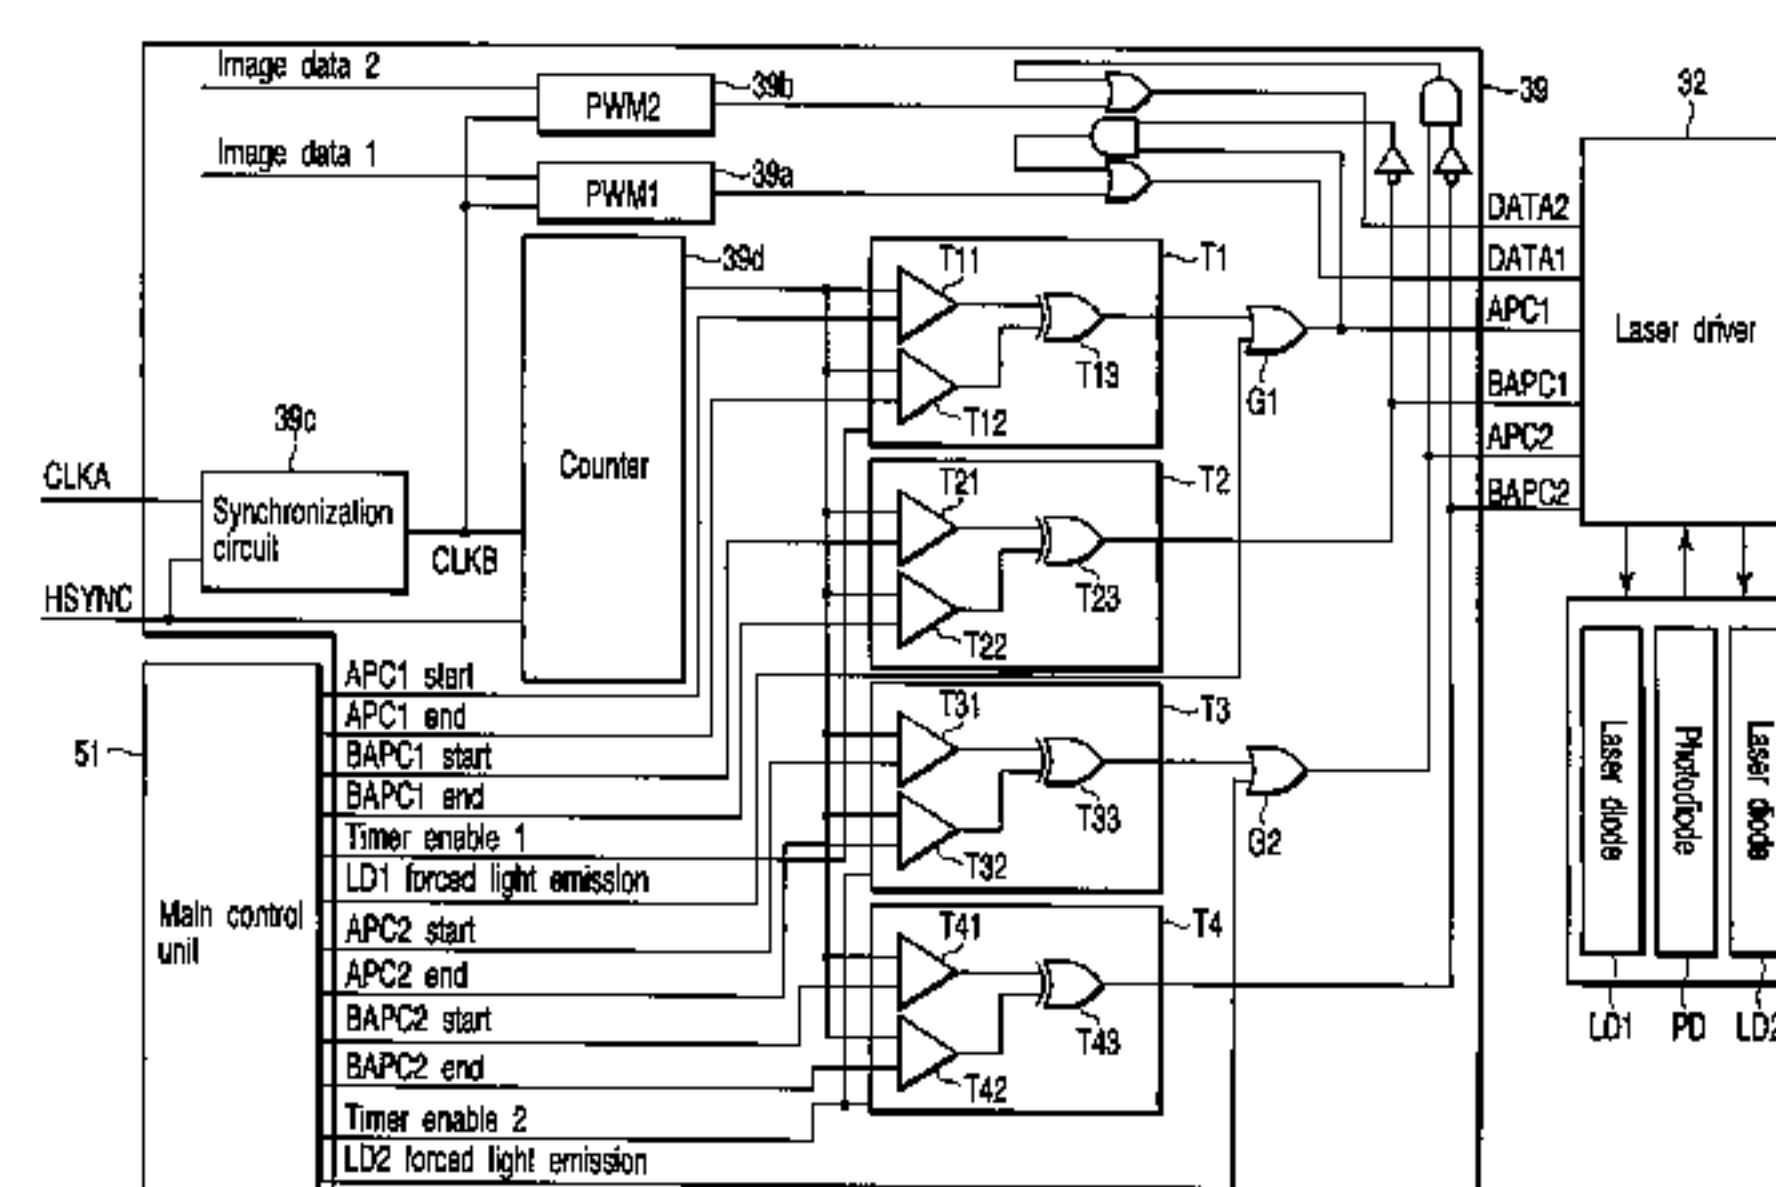 Image data 2
PWM2
39b
39
32
Image data 1
PWM1
39a
DATA2
DATA1
APC1
BAPC1
APC2
BAPC2
Laser driver
39d
Counter
T11
T1
T13
T12
G1
39c
CLKA
Synchronization
circuit
CLKB
HSYNC
T21
T2
T23
T22
T31
T3
T33
T32
G2
T41
T4
T43
T42
51
Main control
unit
APC1 start
APC1 end
BAPC1 start
BAPC1 end
Timer enable 1
LD1 forced light emission
APC2 start
APC2 end
BAPC2 start
BAPC2 end
Timer enable 2
LD2 forced light emission
Laser diode
Photodiode
Laser diode
LD1
PD
LD2